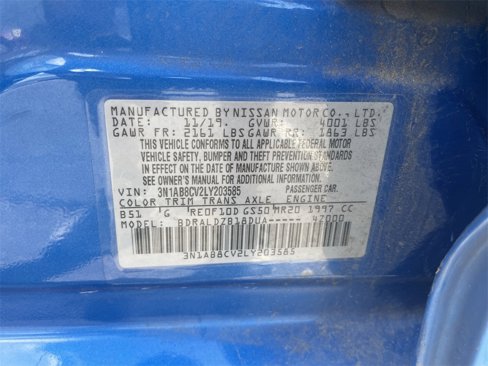 MANUFACTURED BY NISSAN MOTOR CO., LTD.
DATE: 11/19. GVWR: 4001 LBS
GAWR FR: 2161 LBS GAWR RR: 1863 LBS
THIS VEHICLE CONFORMS TO ALL APPLICABLE FEDERAL MOTOR
VEHICLE SAFETY, BUMPER AND THEFT PREVENTION STANDARDS
IN EFFECT ON THE DATE OF MANUFACTURE SHOWN ABOVE.
SEE OWNER'S MANUAL FOR ADDITIONAL INFORMATION.
VIN: 3N1AB8CV2LY203585 PASSENGER CAR.
COLOR TRIM TRANS AXLE ENGINE
B51 G RE0F10D GS50 MR20 1997 CC
MODEL: BDRALDZB18DUA----- 4Z000
3N1AB8CV2LY203585